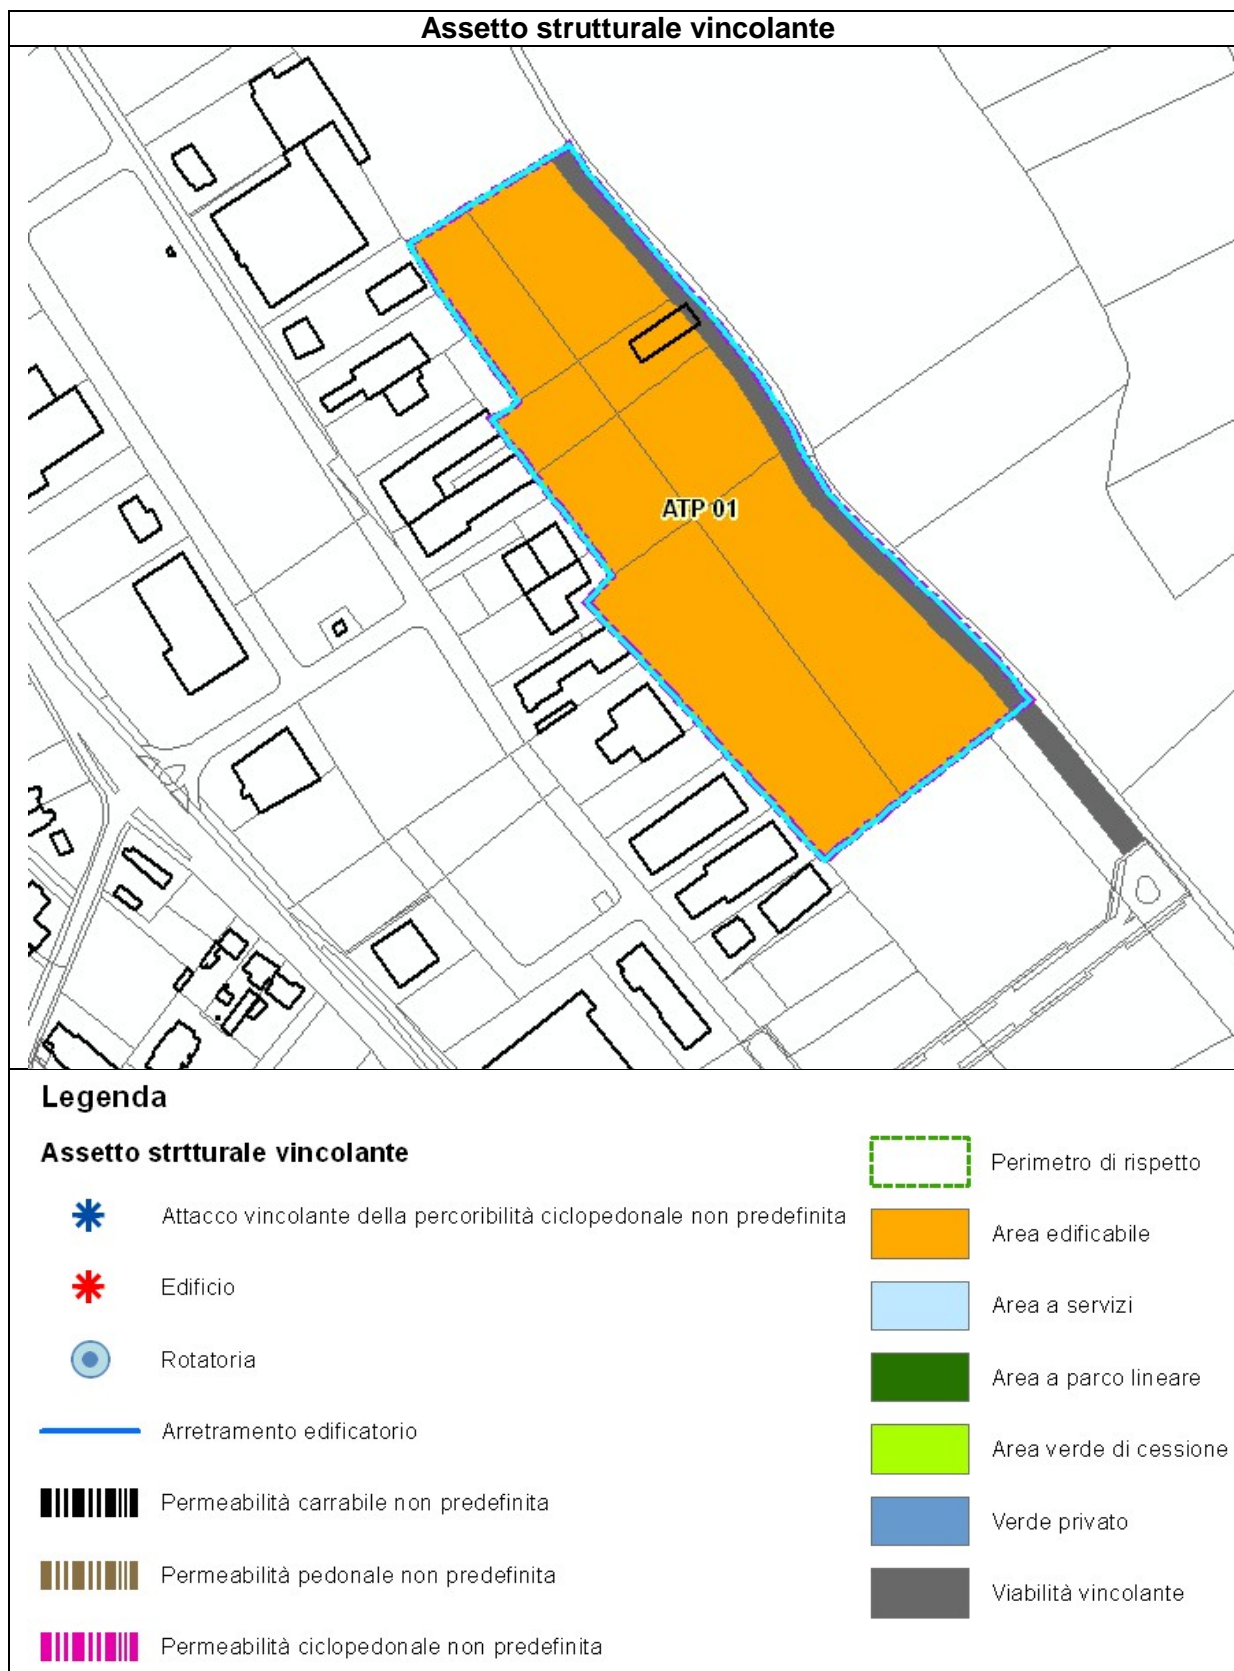 Assetto strutturale vincolante
ATP 01
Legenda
Assetto strtturale vincolante
Attacco vincolante della percoribilità ciclopedonale non predefinita
Edificio
Rotatoria
Arretramento edificatorio
Permeabilità carrabile non predefinita
Permeabilità pedonale non predefinita
Permeabilità ciclopedonale non predefinita
Perimetro di rispetto
Area edificabile
Area a servizi
Area a parco lineare
Area verde di cessione
Verde privato
Viabilità vincolante